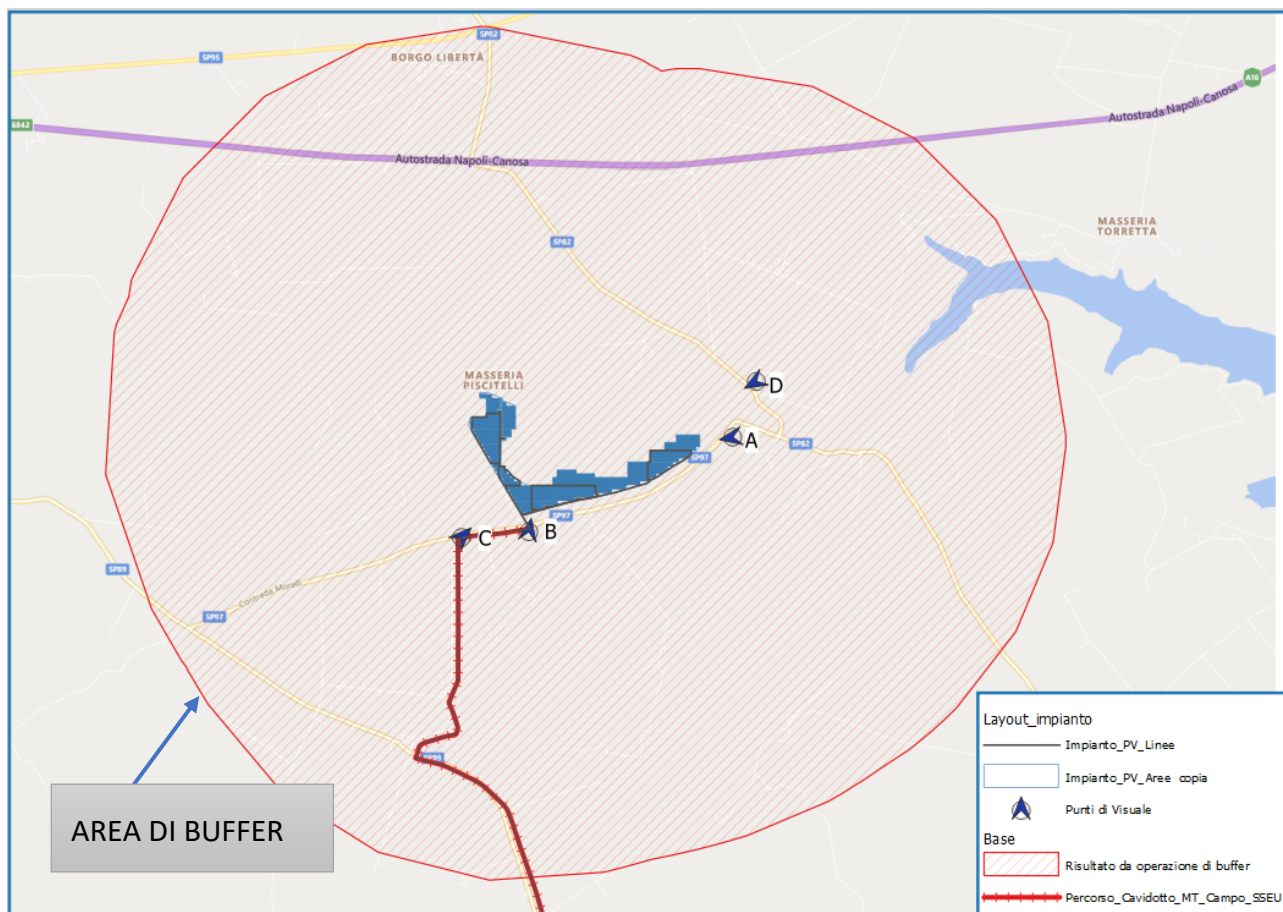 SP82
SP95
BORGO LIBERTÀ
A16
Autostrada Napoli-Canosa
E842
Autostrada Napoli-Canosa
MASSERIA
TORRETTA
SP82
MASSERIA
PISCITELLI
D
A
SP82
SP97
SP97
B
C
SP89
Contrada Morelli
SP97
AREA DI BUFFER
Layout_impianto
Impianto_PV_Linee
Impianto_PV_Aree copia
Punti di Visuale
Base
Risultato da operazione di buffer
Percorso_Cavidotto_MT_Campo_SSEU